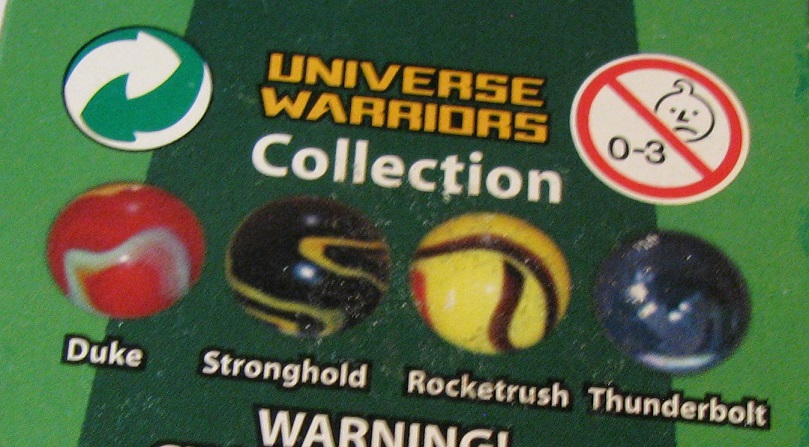 UNIVERSE
WARRIORS
Collection
0-3
Duke Stronghold Rocketrush Thunderbolt
WARNING!